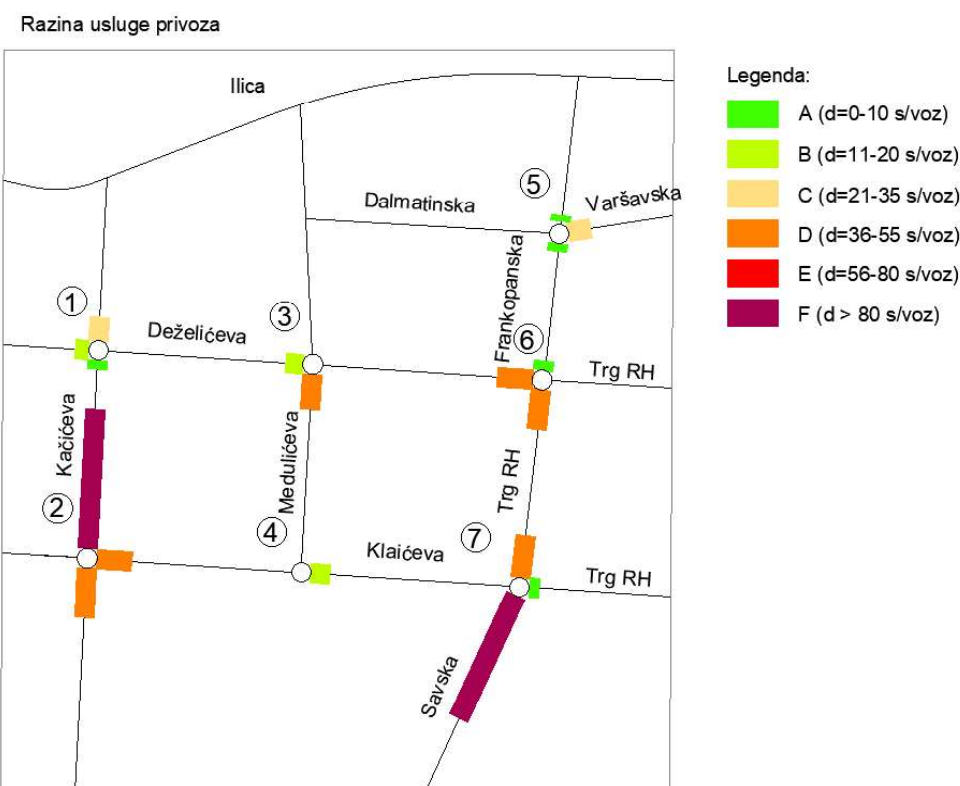 Razina usluge privoza
Ilica
Legenda:
A (d=0-10 s/voz)
B (d=11-20 s/voz)
C (d=21-35 s/voz)
D (d=36-55 s/voz)
E (d=56-80 s/voz)
F (d > 80 s/voz)
5
Dalmatinska
Varšavska
Frankopanska
1
Deželićeva
3
6
Trg RH
Kačićeva
Medulićeva
Trg RH
2
4
Klaićeva
7
Trg RH
Savska